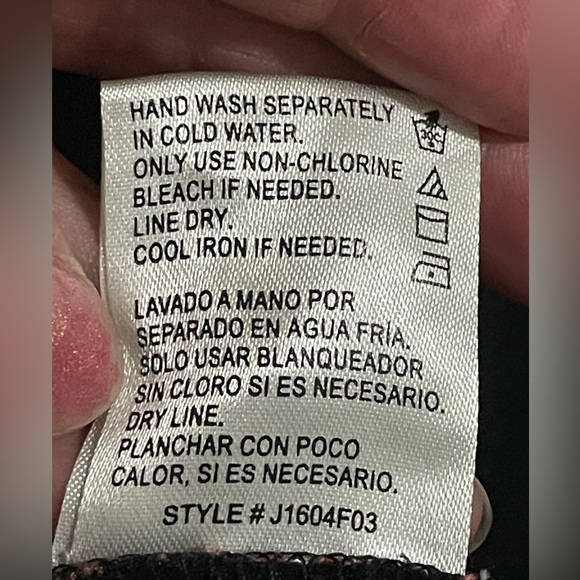 HAND WASH SEPARATELY
IN COLD WATER.
ONLY USE NON-CHLORINE
BLEACH IF NEEDED.
LINE DRY.
COOL IRON IF NEEDED.
LAVADO A MANO POR
SEPARADO EN AGUA FRÍA.
SOLO USAR BLANQUEADOR
SIN CLORO SI ES NECESARIO.
DRY LINE.
PLANCHAR CON POCO
CALOR, SI ES NECESARIO.
STYLE # J1604F03